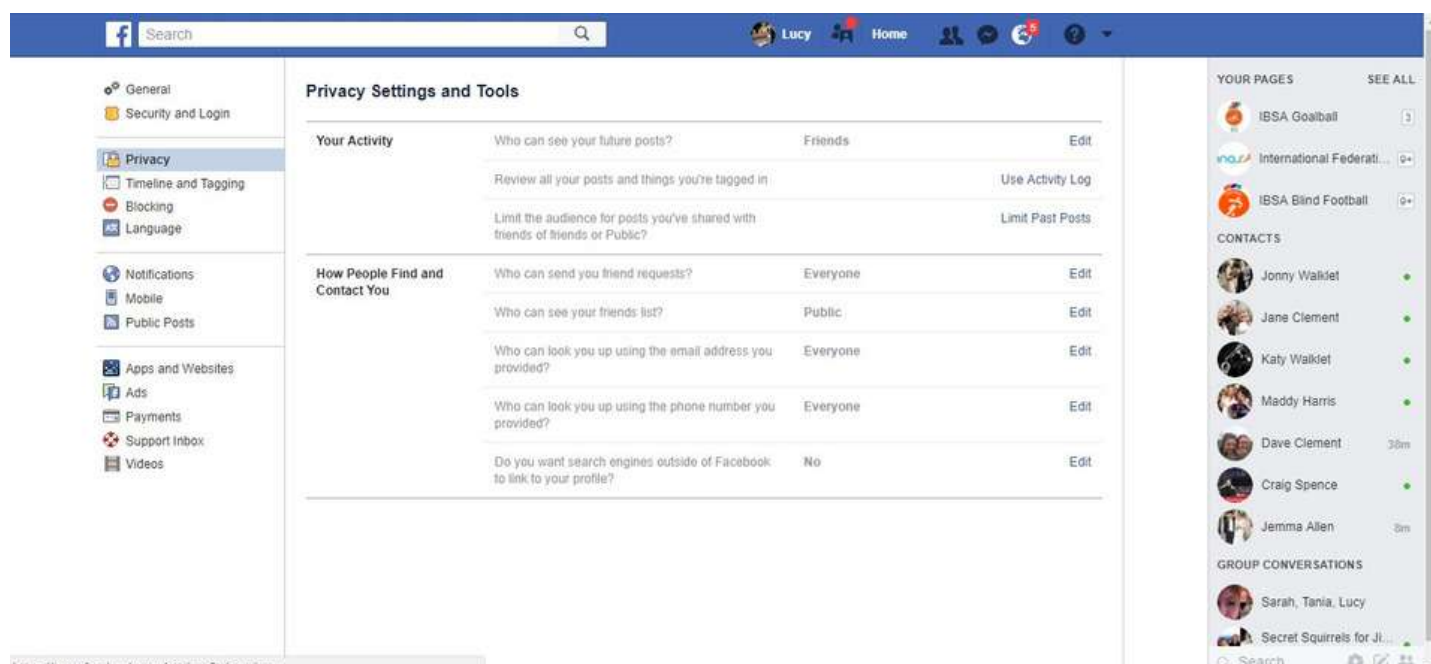 f Search Lucy Home
General
Security and Login
Privacy
Timeline and Tagging
Blocking
Language
Notifications
Mobile
Public Posts
Apps and Websites
Ads
Payments
Support Inbox
Videos
Privacy Settings and Tools
Your Activity
Who can see your future posts? Friends Edit
Review all your posts and things you're tagged in Use Activity Log
Limit the audience for posts you've shared with Limit Past Posts
friends of friends or Public?
How People Find and
Contact You
Who can send you friend requests? Everyone Edit
Who can see your friends list? Public Edit
Who can look you up using the email address you Everyone Edit
provided?
Who can look you up using the phone number you Everyone Edit
provided?
Do you want search engines outside of Facebook No Edit
to link to your profile?
YOUR PAGES SEE ALL
IBSA Goalball 3
International Federati... 9+
IBSA Blind Football 9+
CONTACTS
Jonny Walklet
Jane Clement
Katy Walklet
Maddy Harris
Dave Clement 38m
Craig Spence
Jemma Allen 8m
GROUP CONVERSATIONS
Sarah, Tania, Lucy
Secret Squirrels for Ji...
Search